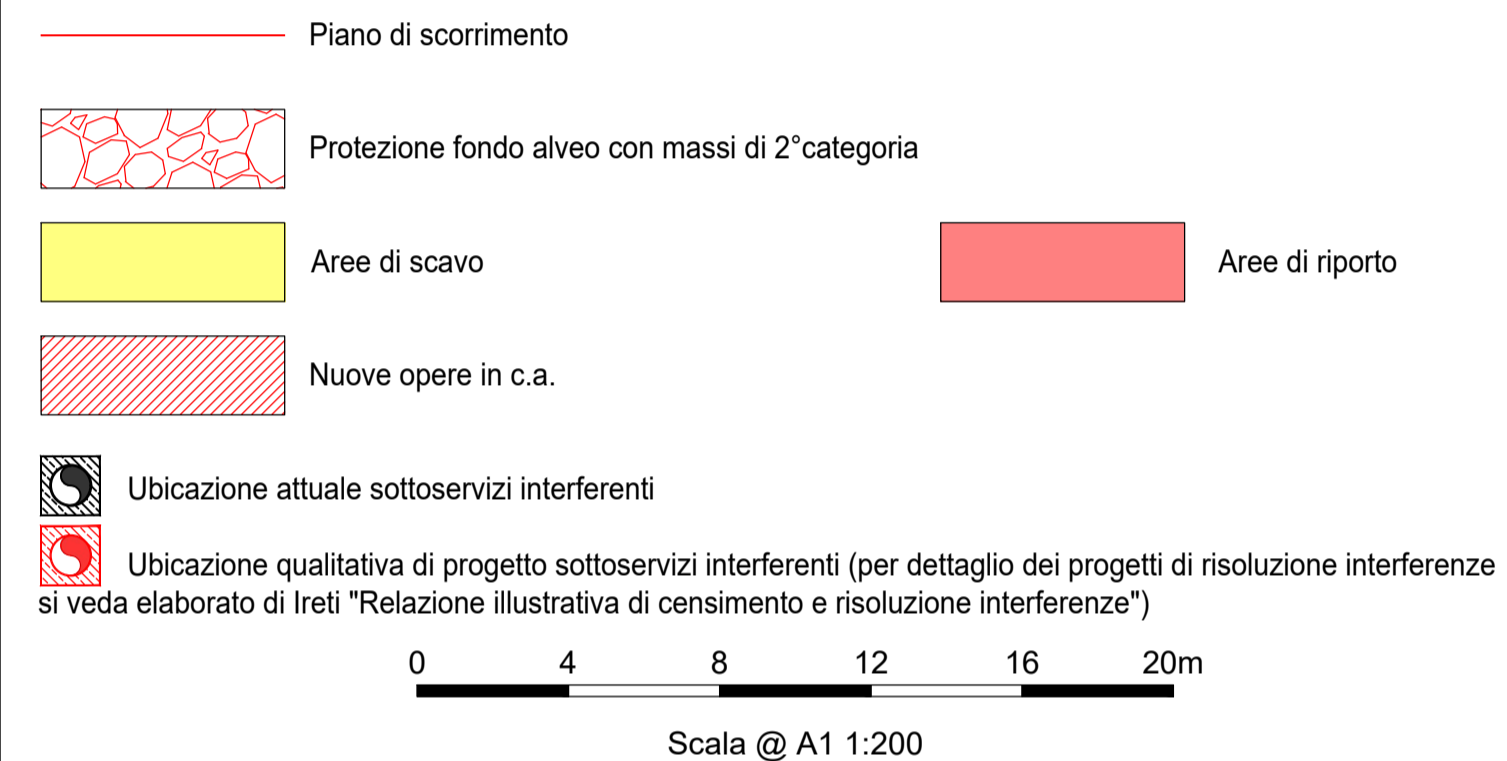 Piano di scorrimento
Protezione fondo alveo con massi di 2°categoria
Aree di scavo
Aree di riporto
Nuove opere in c.a.
Ubicazione attuale sottoservizi interferenti
Ubicazione qualitativa di progetto sottoservizi interferenti (per dettaglio dei progetti di risoluzione interferenze
si veda elaborato di Ireti "Relazione illustrativa di censimento e risoluzione interferenze")
0 4 8 12 16 20m
Scala @ A1 1:200